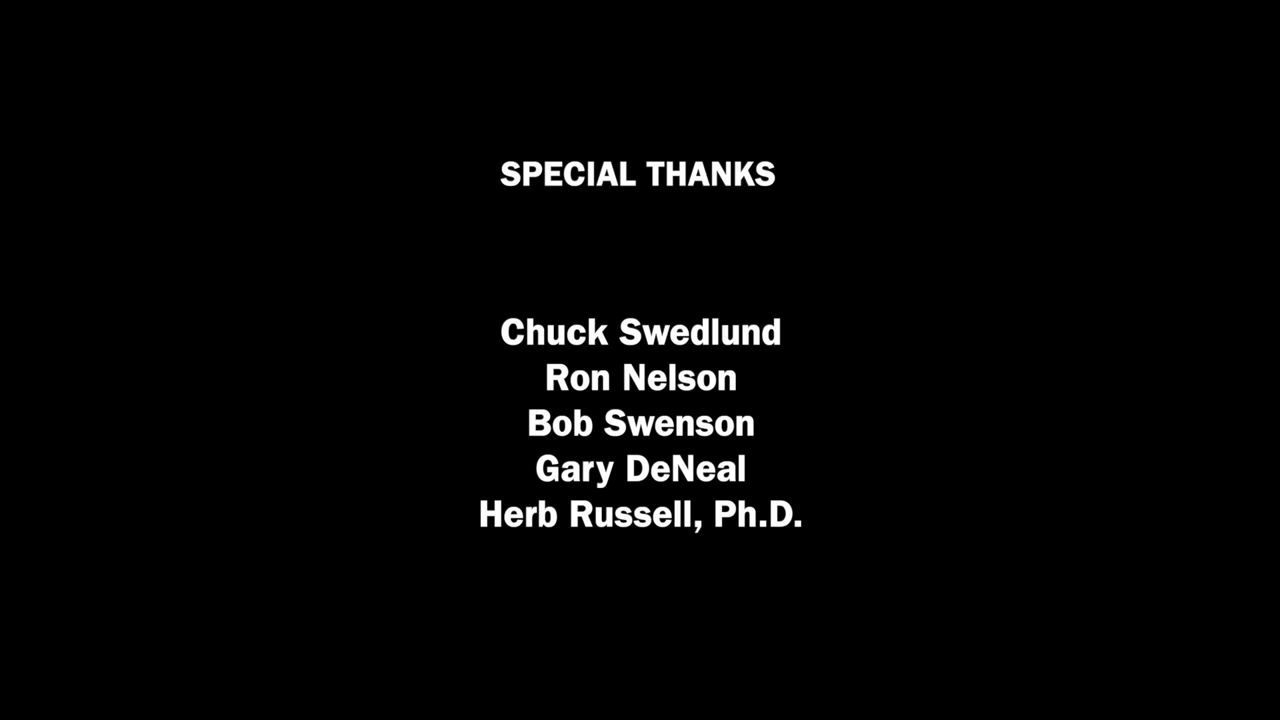 SPECIAL THANKS
Chuck Swedlund
Ron Nelson
Bob Swenson
Gary DeNeal
Herb Russell, Ph.D.